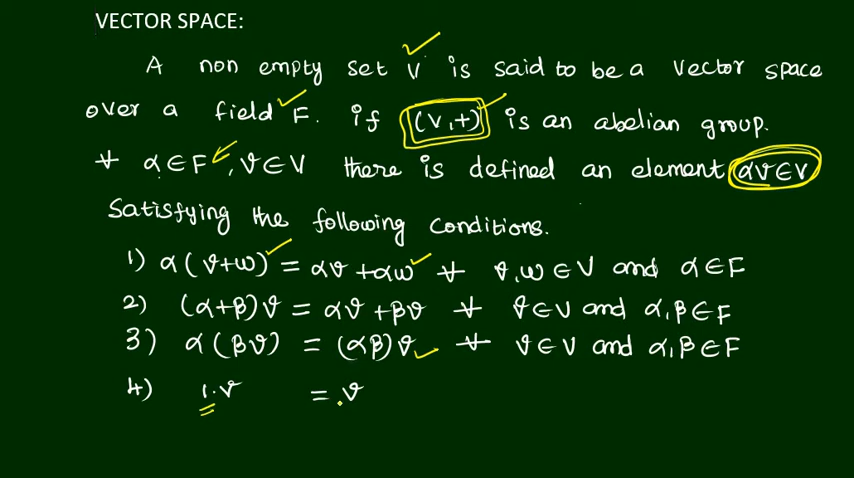 VECTOR SPACE:
A non empty set V is said to be a vector space
over a field F. if (V,+) is an abelian group.
∀ α∈F, v∈V there is defined an element αv∈V
Satisfying the following conditions.
1) α(v+w) = αv+αw ∀ v,w∈V and α∈F
2) (α+β)v = αv+βv ∀ v∈V and α,β∈F
3) α(βv) = (αβ)v ∀ v∈V and α,β∈F
4) 1.v = v